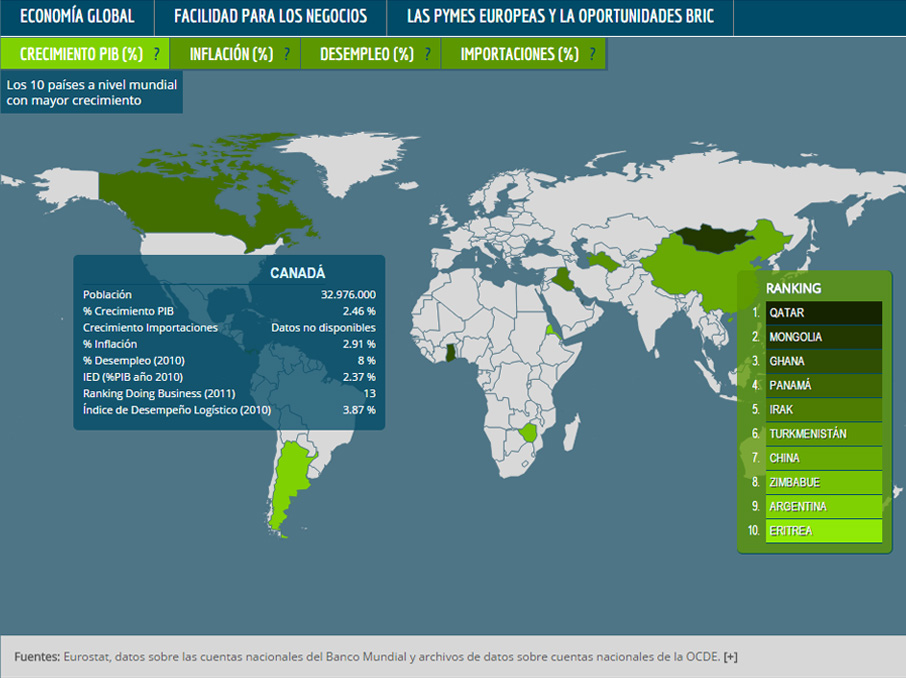 ECONOMÍA GLOBAL
FACILIDAD PARA LOS NEGOCIOS
LAS PYMES EUROPEAS Y LA OPORTUNIDADES BRIC
CRECIMIENTO PIB (%) ?
INFLACIÓN (%) ?
DESEMPLEO (%) ?
IMPORTACIONES (%) ?
Los 10 países a nivel mundial
con mayor crecimiento
CANADÁ
Población 32.976.000
% Crecimiento PIB 2.46 %
Crecimiento Importaciones Datos no disponibles
% Inflación 2.91 %
% Desempleo (2010) 8 %
IED (%PIB año 2010) 2.37 %
Ranking Doing Business (2011) 13
Índice de Desempeño Logístico (2010) 3.87 %
RANKING
1. QATAR
2. MONGOLIA
3. GHANA
4. PANAMÁ
5. IRAK
6. TURKMENISTÁN
7. CHINA
8. ZIMBABUE
9. ARGENTINA
10. ERITREA
Fuentes: Eurostat, datos sobre las cuentas nacionales del Banco Mundial y archivos de datos sobre cuentas nacionales de la OCDE. [+]